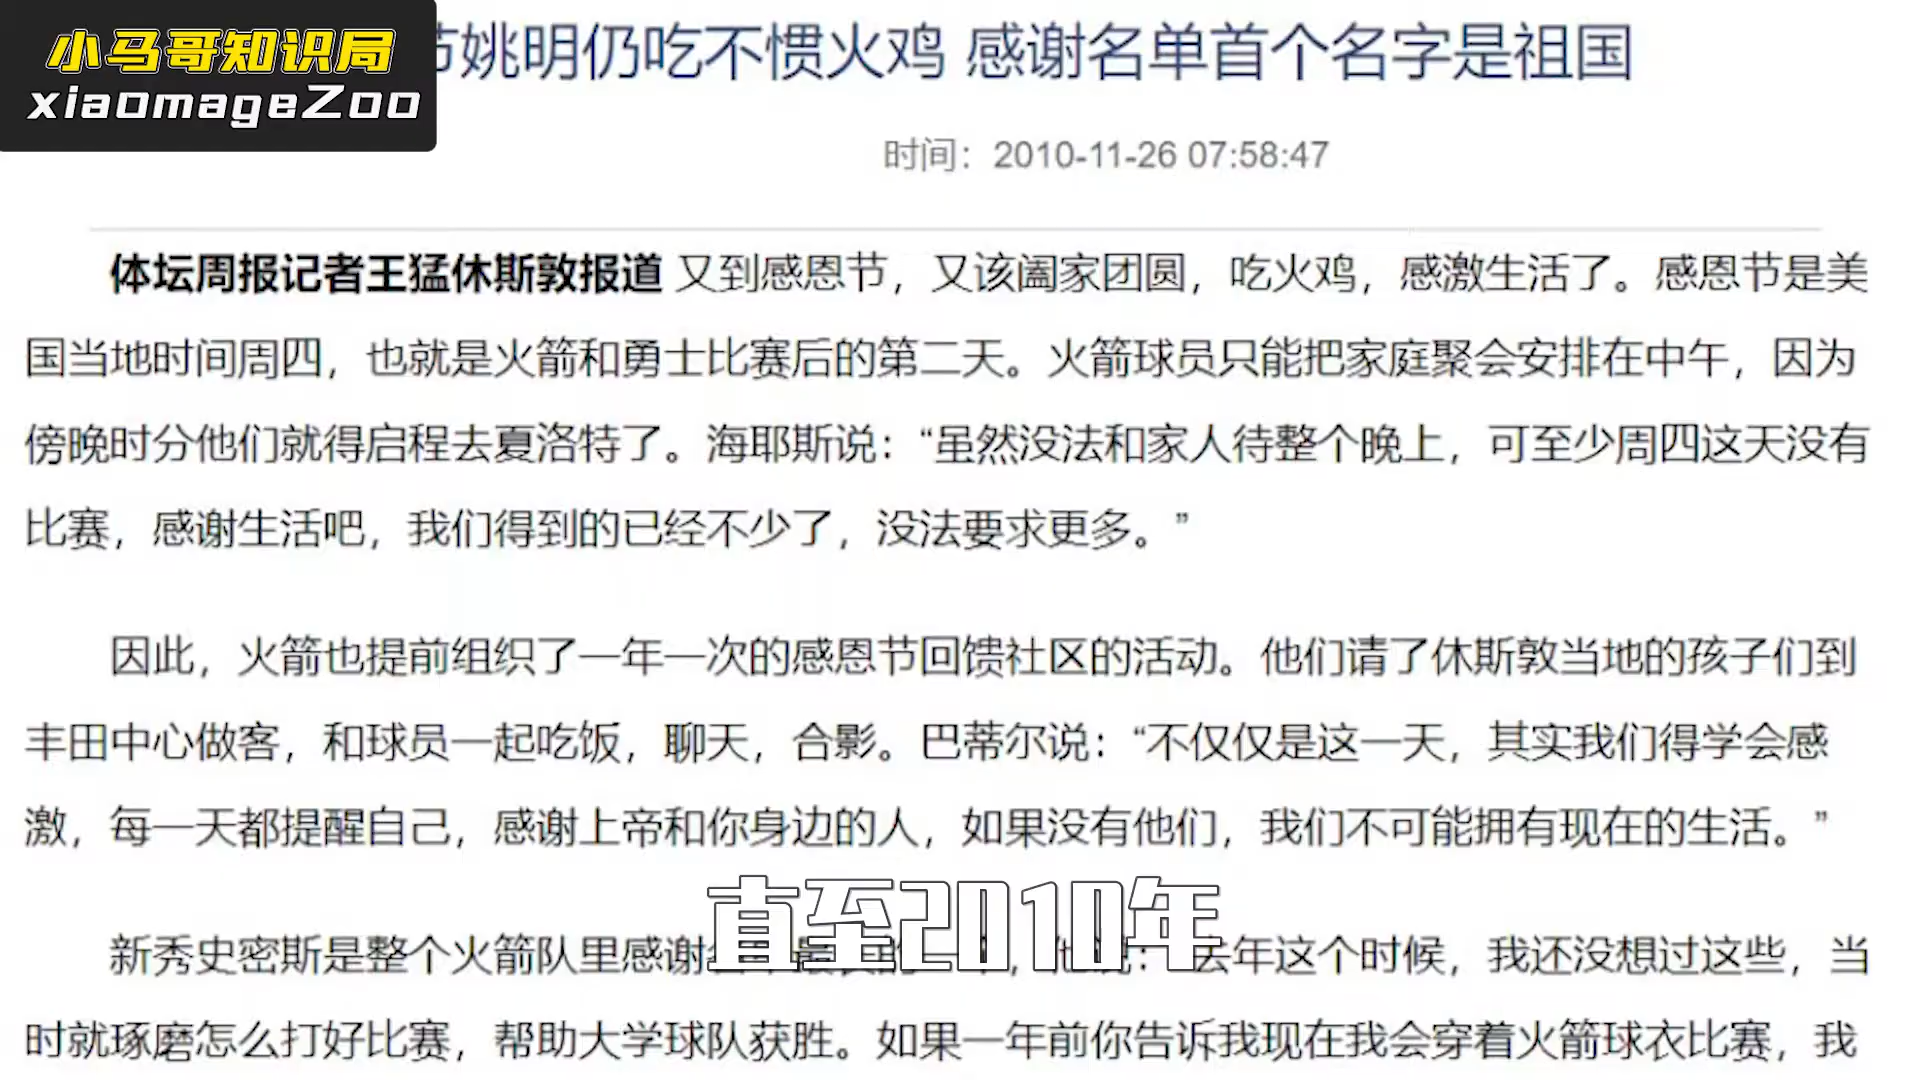 小马哥知识局
xiaomageZoo
节姚明仍吃不惯火鸡 感谢名单首个名字是祖国
时间：2010-11-26 07:58:47
体坛周报记者王猛休斯敦报道 又到感恩节，又该阖家团圆，吃火鸡，感激生活了。感恩节是美
国当地时间周四，也就是火箭和勇士比赛后的第二天。火箭球员只能把家庭聚会安排在中午，因为
傍晚时分他们就得启程去夏洛特了。海耶斯说：“虽然没法和家人待整个晚上，可至少周四这天没有
比赛，感谢生活吧，我们得到的已经不少了，没法要求更多。”
因此，火箭也提前组织了一年一次的感恩节回馈社区的活动。他们请了休斯敦当地的孩子们到
丰田中心做客，和球员一起吃饭，聊天，合影。巴蒂尔说：“不仅仅是这一天，其实我们得学会感
激，每一天都提醒自己，感谢上帝和你身边的人，如果没有他们，我们不可能拥有现在的生活。”
直至2010年
新秀史密斯是整个火箭队里感谢 去年这个时候，我还没想过这些，当
时就琢磨怎么打好比赛，帮助大学球队获胜。如果一年前你告诉我现在我会穿着火箭球衣比赛，我